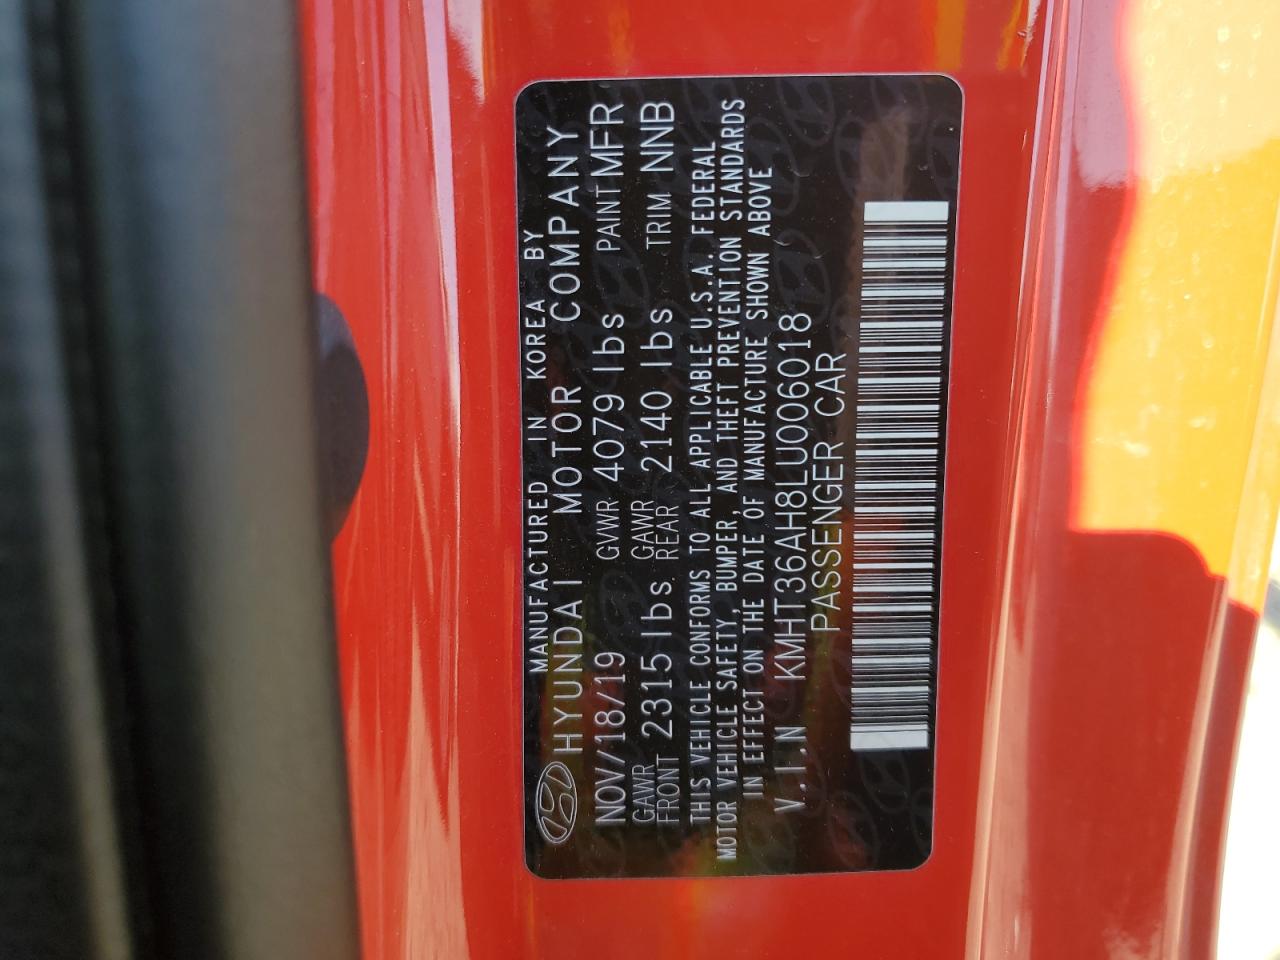 MANUFACTURED IN KOREA BY
HYUNDAI MOTOR COMPANY
NOV/18/19 GVWR 4079 lbs PAINT MFR
GAWR FRONT 2315 lbs GAWR REAR 2140 lbs TRIM NNB
THIS VEHICLE CONFORMS TO ALL APPLICABLE U.S.A. FEDERAL
MOTOR VEHICLE SAFETY, BUMPER, AND THEFT PREVENTION STANDARDS
IN EFFECT ON THE DATE OF MANUFACTURE SHOWN ABOVE
V.I.N KMHT36AH8LU006018
PASSENGER CAR